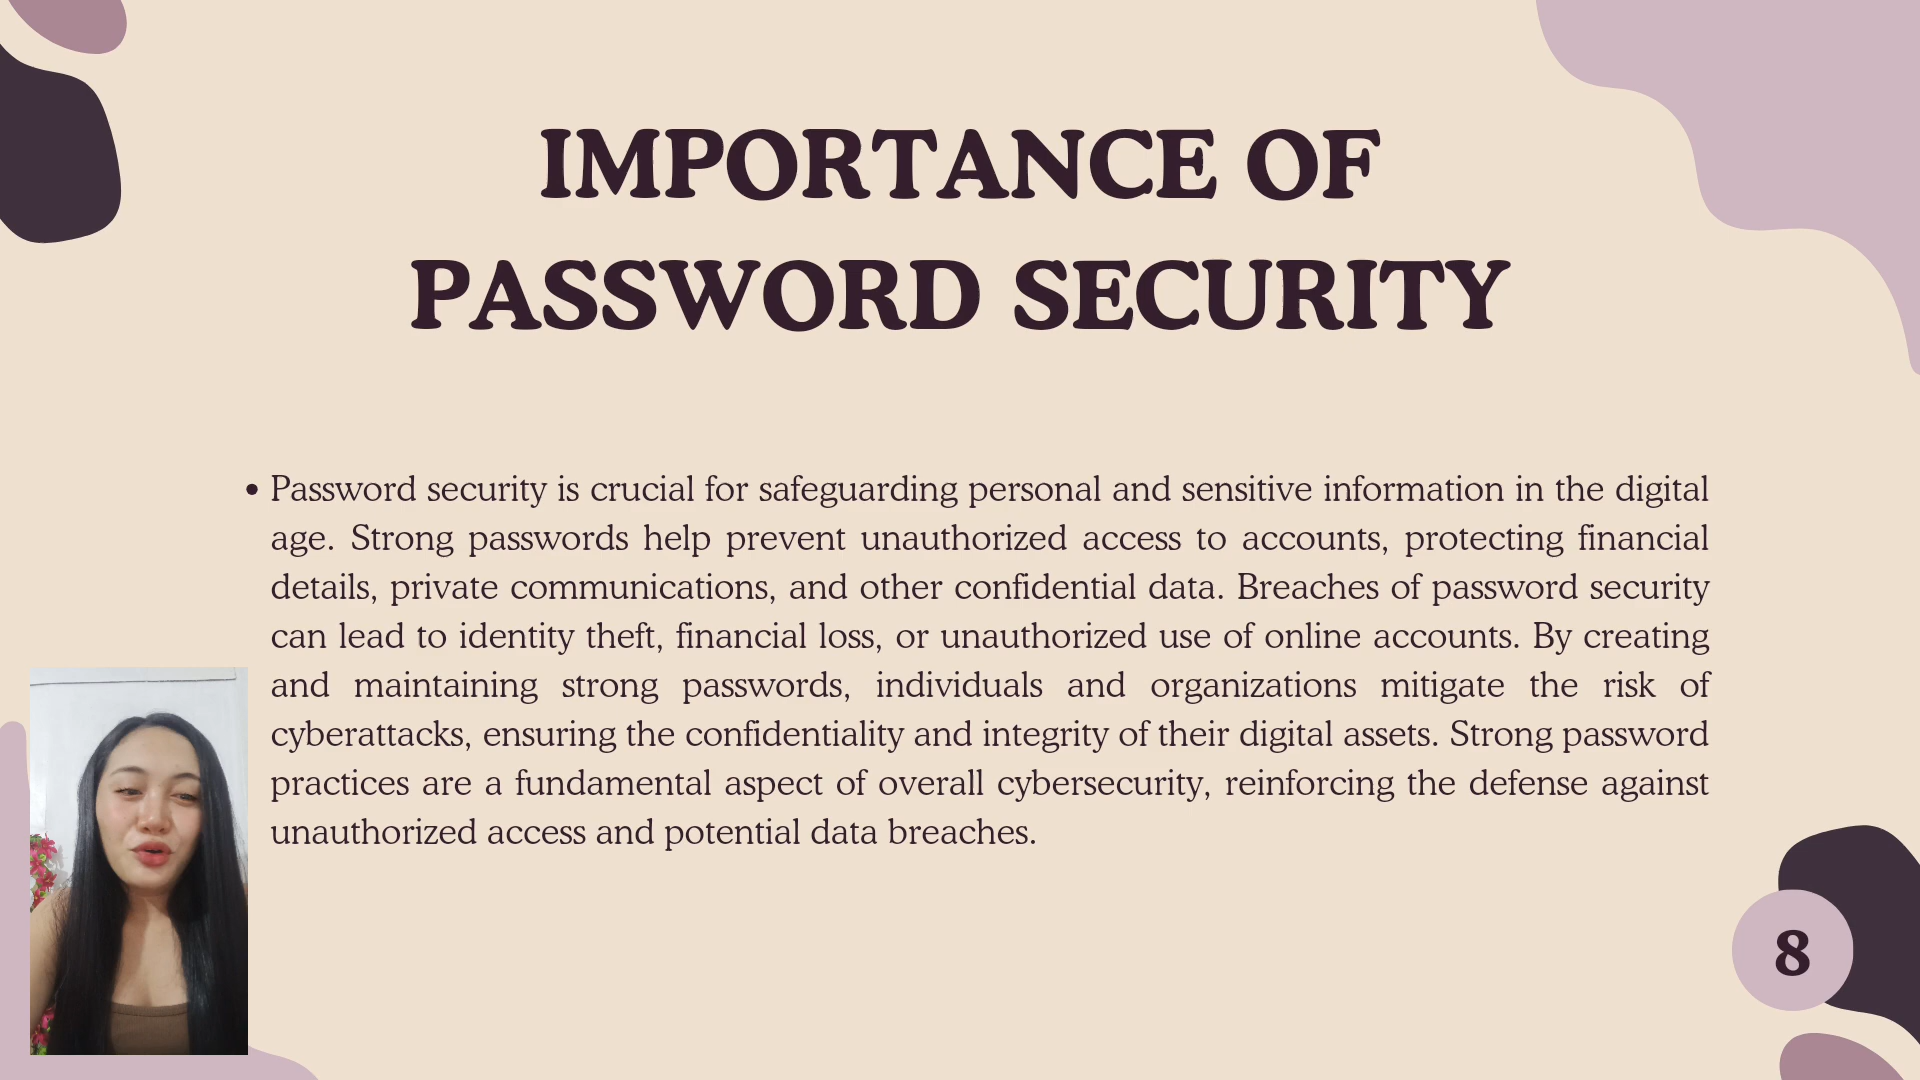 IMPORTANCE OF
PASSWORD SECURITY
• Password security is crucial for safeguarding personal and sensitive information in the digital
age. Strong passwords help prevent unauthorized access to accounts, protecting financial
details, private communications, and other confidential data. Breaches of password security
can lead to identity theft, financial loss, or unauthorized use of online accounts. By creating
and maintaining strong passwords, individuals and organizations mitigate the risk of
cyberattacks, ensuring the confidentiality and integrity of their digital assets. Strong password
practices are a fundamental aspect of overall cybersecurity, reinforcing the defense against
unauthorized access and potential data breaches.
8